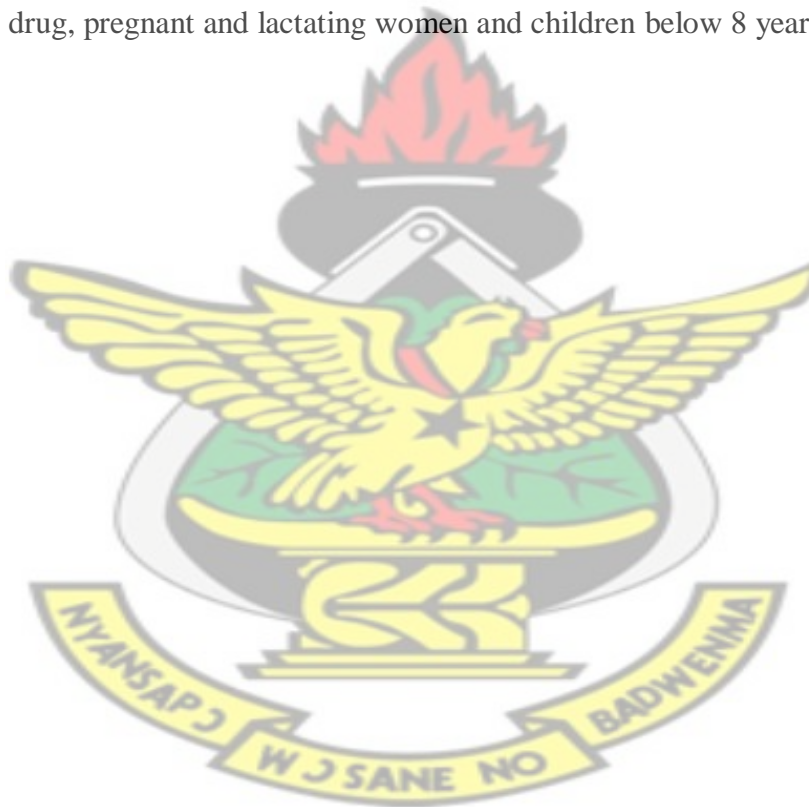 drug, pregnant and lactating women and children below 8 year
NYANSAPƆ
WƆSANE NO
BADWENMA